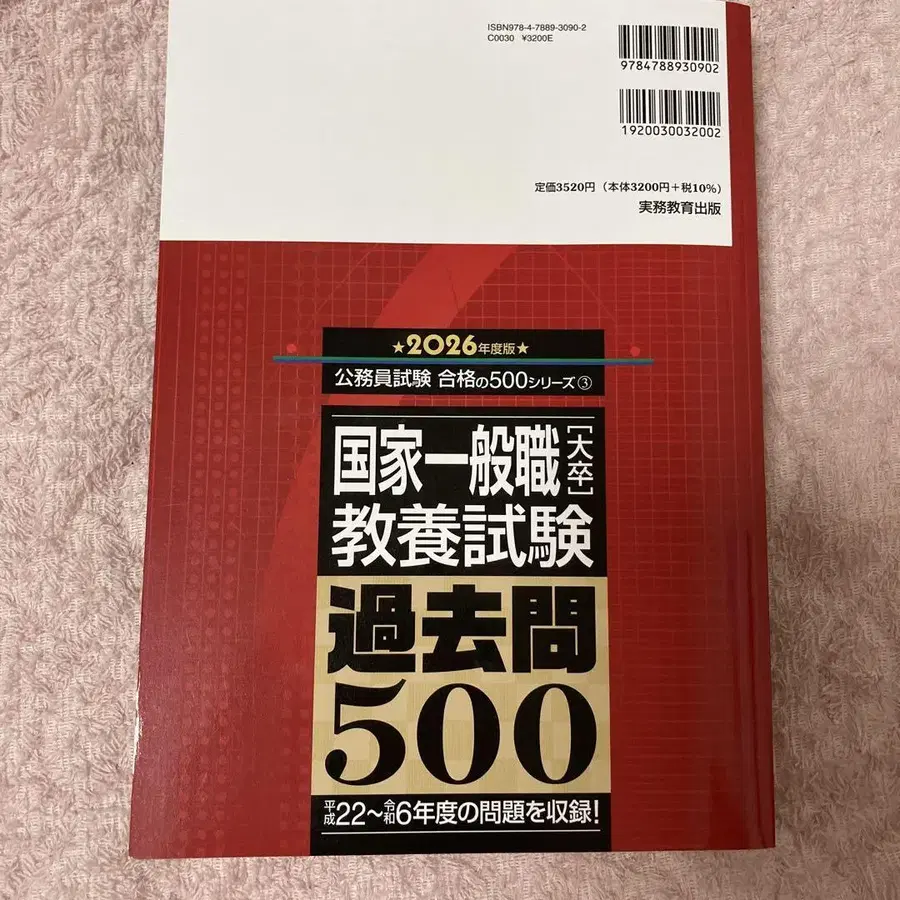 ISBN978-4-7889-3090-2
C0030 ¥3200E
9784788930902
1920030032002
定価3520円（本体3200円＋税10％）
実務教育出版
★2026年度版★
公務員試験 合格の500シリーズ③
国家一般職［大卒］
教養試験
過去問
500
平成22～令和6年度の問題を収録！